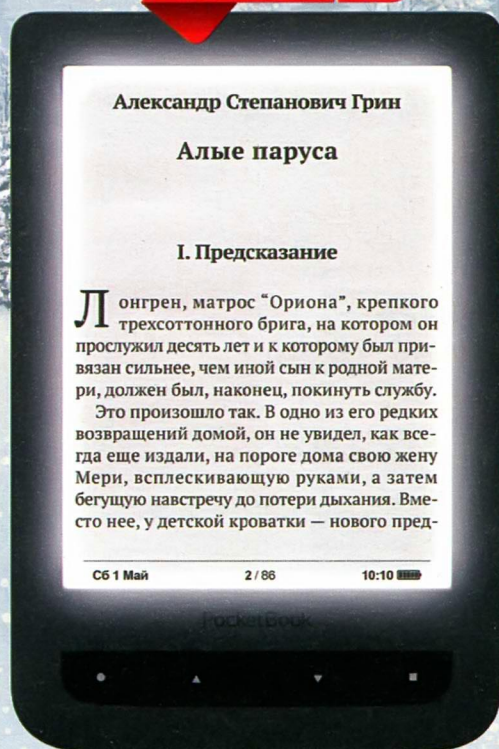 Александр Степанович Грин
Алые паруса
I. Предсказание
Лонгрен, матрос "Ориона", крепкого
трехсоттонного брига, на котором он
прослужил десять лет и к которому был при-
вязан сильнее, чем иной сын к родной мате-
ри, должен был, наконец, покинуть службу.
Это произошло так. В одно из его редких
возвращений домой, он не увидел, как все-
гда еще издали, на пороге дома свою жену
Мери, всплескивающую руками, а затем
бегущую навстречу до потери дыхания. Вме-
сто нее, у детской кроватки — нового пред-
Сб 1 Май 2 / 86 10:10
PocketBook